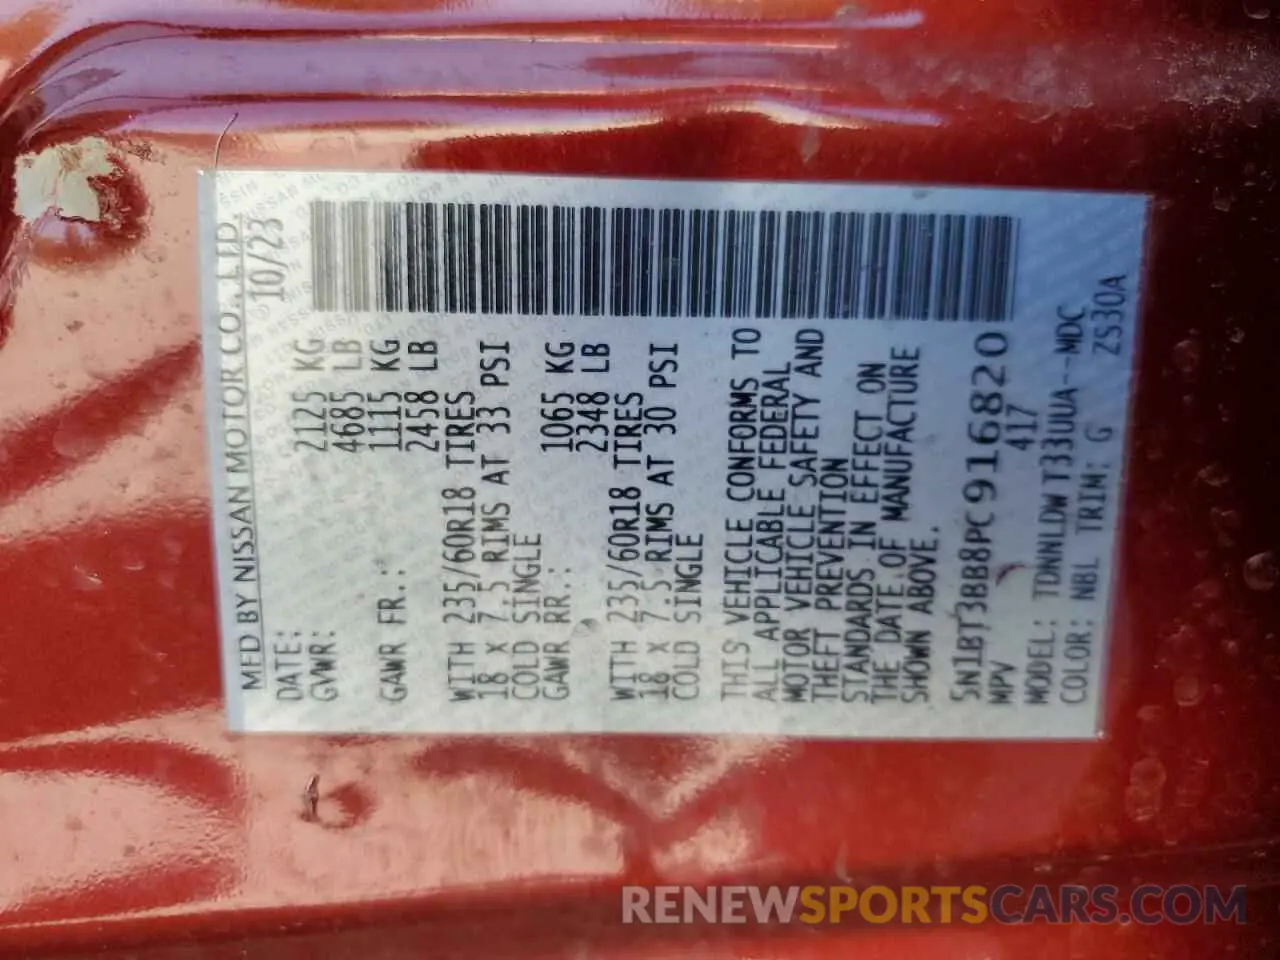 MFD BY NISSAN MOTOR CO., LTD.
DATE: 10/23
GVWR: 2125 KG
4685 LB
GAWR FR.: 1115 KG
2458 LB
WITH 235/60R18 TIRES
18 X 7.5 RIMS AT 33 PSI
COLD SINGLE
GAWR RR.: 1065 KG
2348 LB
WITH 235/60R18 TIRES
18 X 7.5 RIMS AT 30 PSI
COLD SINGLE
THIS VEHICLE CONFORMS TO
ALL APPLICABLE FEDERAL
MOTOR VEHICLE SAFETY AND
THEFT PREVENTION
STANDARDS IN EFFECT ON
THE DATE OF MANUFACTURE
SHOWN ABOVE.
5N1BT3BB8PC916820
MPV 417
MODEL: TDNNLDWT33UUA--MDC
COLOR: NBL TRIM: G ZS30A
RENEWSPORTSCARS.COM